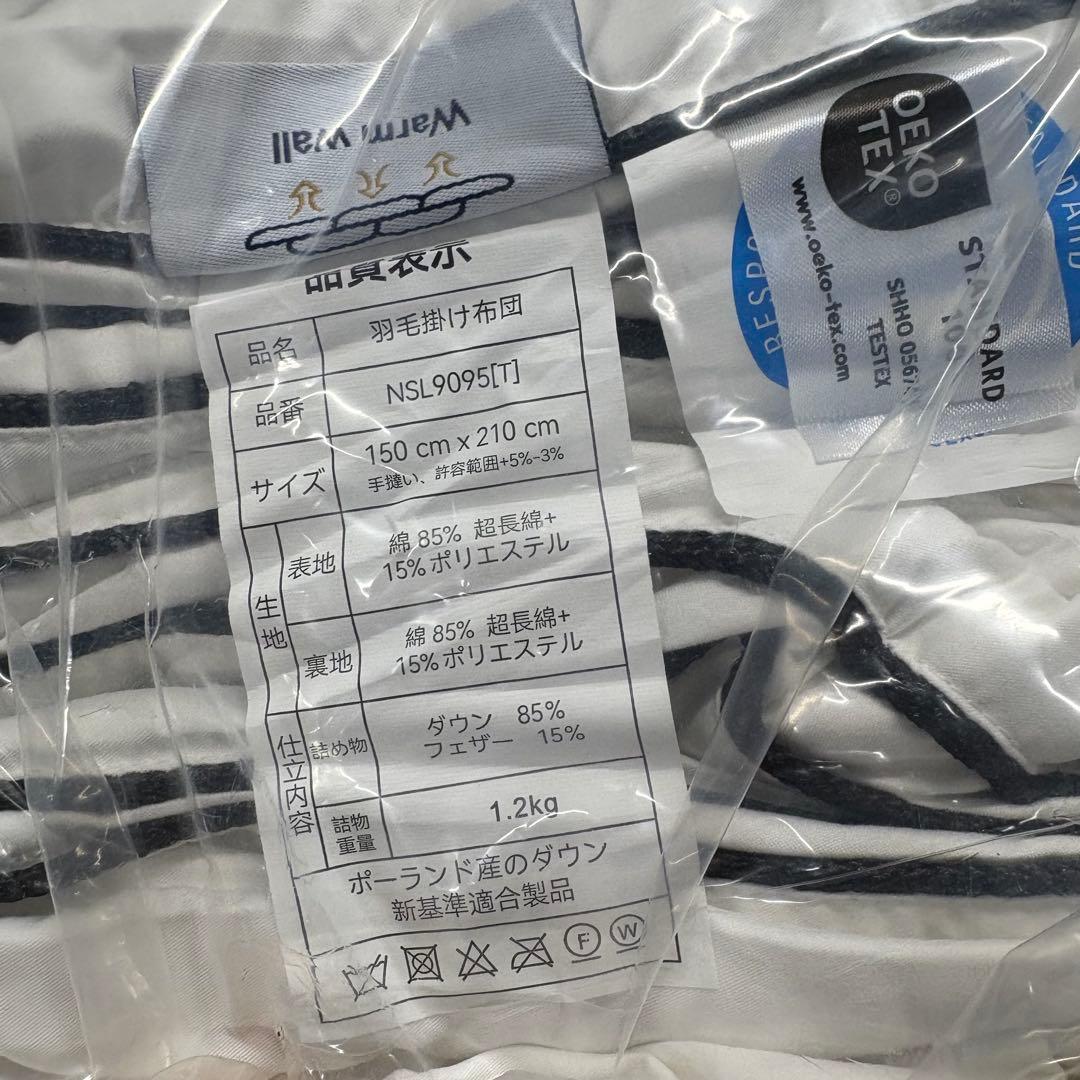 Warm Wall
品質表示
品名 羽毛掛け布団
品番 NSL9095[T]
サイズ 150 cm x 210 cm
手撻い、許容範囲+5%-3%
生地
表地 綿 85% 超長綿+
15%ポリエステル
裏地 綿 85% 超長綿+
15%ポリエステル
仕立内容
詰め物 ダウン 85%
フェザー 15%
詰物
重量 1.2kg
ポーランド産のダウン
新基準適合製品
F W
OEKO
TEX®
www.oeko-tex.com
STANDARD
SHHO
TESTEX